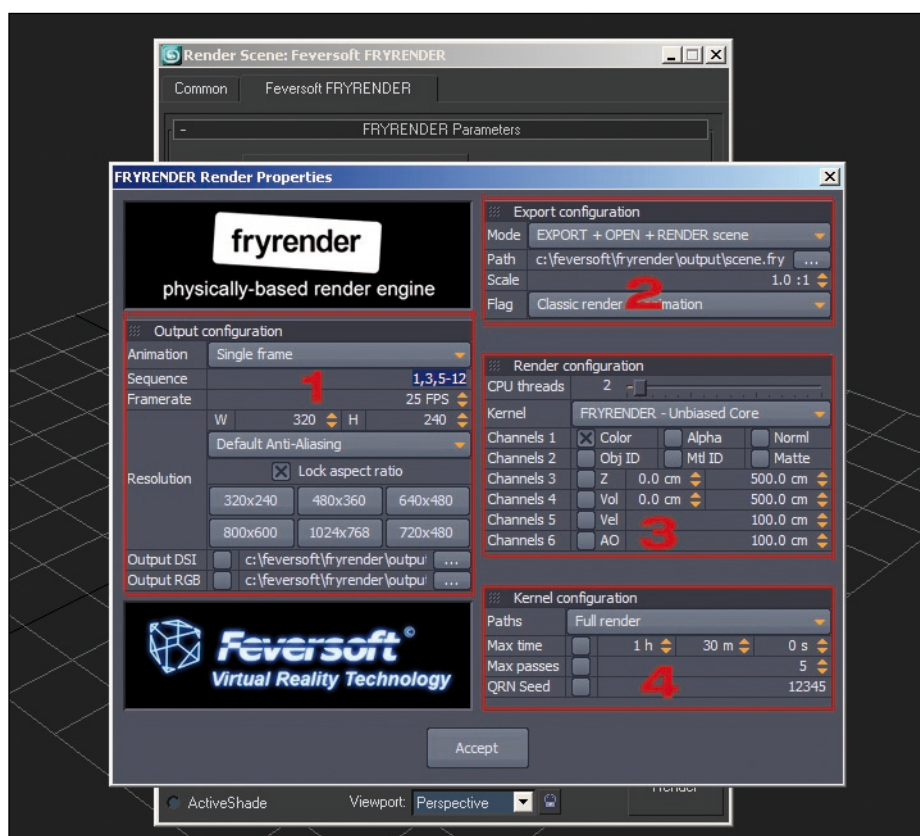 Render Scene: Feversoft FRYRENDER
Common Feversoft FRYRENDER
- FRYRENDER Parameters
FRYRENDER Render Properties
fryrender
physically-based render engine
Output configuration
Animation Single frame
Sequence 1,3,5-12
Framerate 25 FPS
Resolution
W 320 H 240
Default Anti-Aliasing
Lock aspect ratio
320x240 480x360 640x480
800x600 1024x768 720x480
Output DSI c:\feversoft\fryrender\outpu ...
Output RGB c:\feversoft\fryrender\outpu ...
1
Feversoft©
Virtual Reality Technology
Export configuration
Mode EXPORT + OPEN + RENDER scene
Path c:\feversoft\fryrender\output\scene.fry ...
Scale 1.0 :1
Flag Classic render
2
Render configuration
CPU threads 2
Kernel FRYRENDER - Unbiased Core
Channels 1 Color Alpha Norml
Channels 2 Obj ID Mtl ID Matte
Channels 3 Z 0.0 cm 500.0 cm
Channels 4 Vol 0.0 cm 500.0 cm
Channels 5 Vel 100.0 cm
Channels 6 AO 100.0 cm
3
Kernel configuration
Paths Full render
Max time 1 h 30 m 0 s
Max passes 5
QRN Seed 12345
4
Accept
ActiveShade Viewport: Perspective Render